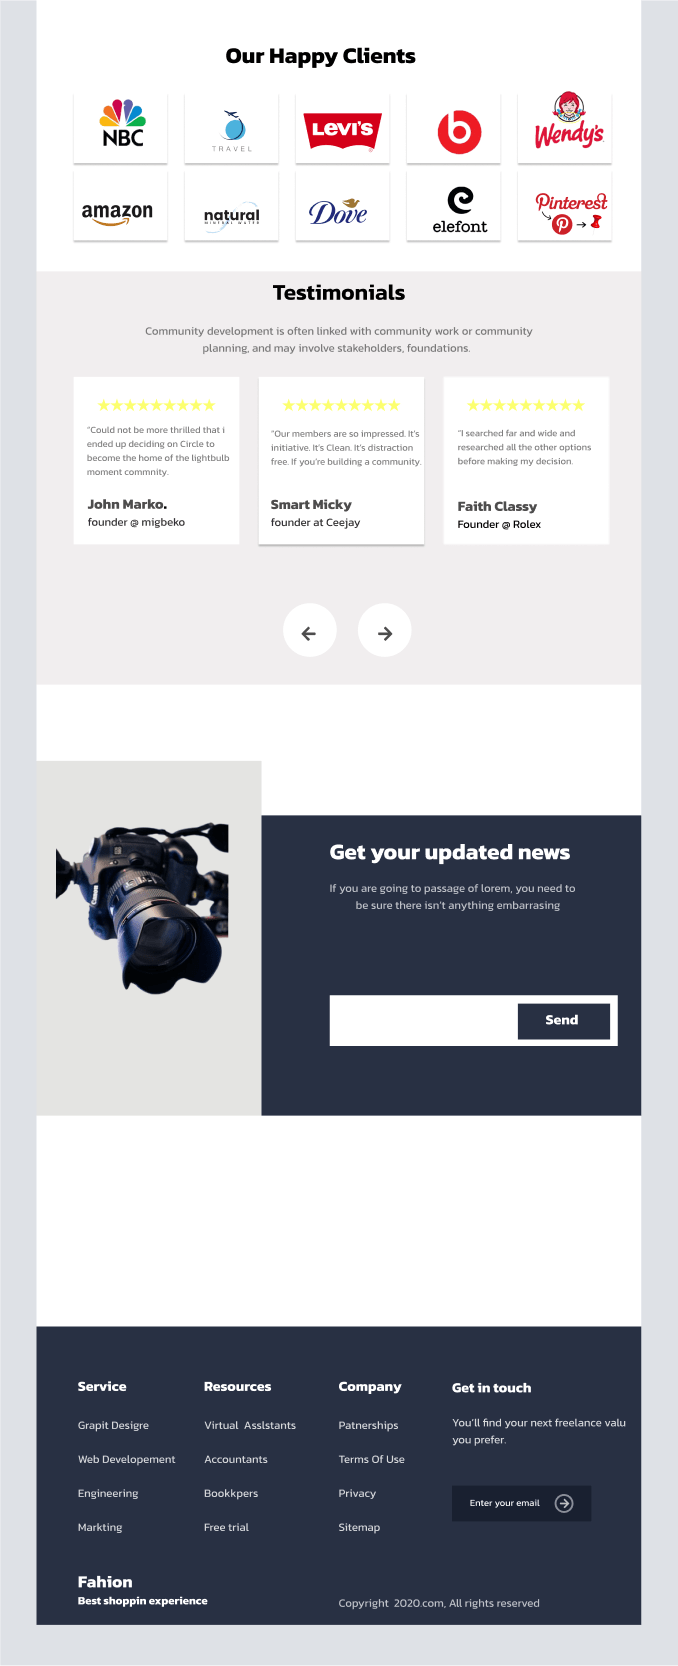 Our Happy Clients
NBC
TRAVEL
LEVI'S
b
Wendy's
amazon
natural
MINERAL WATER
Dove
elefont
Pinterest
Testimonials
Community development is often linked with community work or community
planning, and may involve stakeholders, foundations.
★★★★★★★★★
"Could not be more thrilled that i
ended up deciding on Circle to
become the home of the lightbulb
moment commnity.
John Marko.
founder @ migbeko
★★★★★★★★★
"Our members are so impressed. It's
initiative. It's Clean. It's distraction
free. If you're building a community.
Smart Micky
founder at Ceejay
★★★★★★★★★
"I searched far and wide and
researched all the other options
before making my decision.
Faith Classy
Founder @ Rolex
Get your updated news
If you are going to passage of lorem, you need to
be sure there isn't anything embarrasing
Send
Service
Grapit Desigre
Web Developement
Engineering
Markting
Resources
Virtual Asslstants
Accountants
Bookkpers
Free trial
Company
Patnerships
Terms Of Use
Privacy
Sitemap
Get in touch
You'll find your next freelance valu
you prefer.
Enter your email
Fahion
Best shoppin experience
Copyright 2020.com, All rights reserved